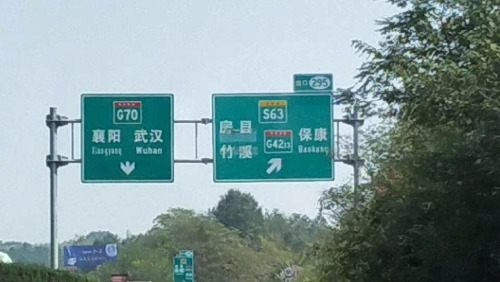 出口 295
G70
襄阳 武汉
Xiangyang Wuhan
S63
房县
竹溪
G4213
保康
Baokang